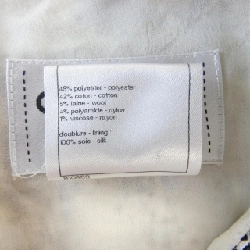 48% polyester - polyester
42% coton - cotton
5% laine - wool
4% polyamide - nylon
1% viscose - rayon
doublure - lining
100% soie - silk